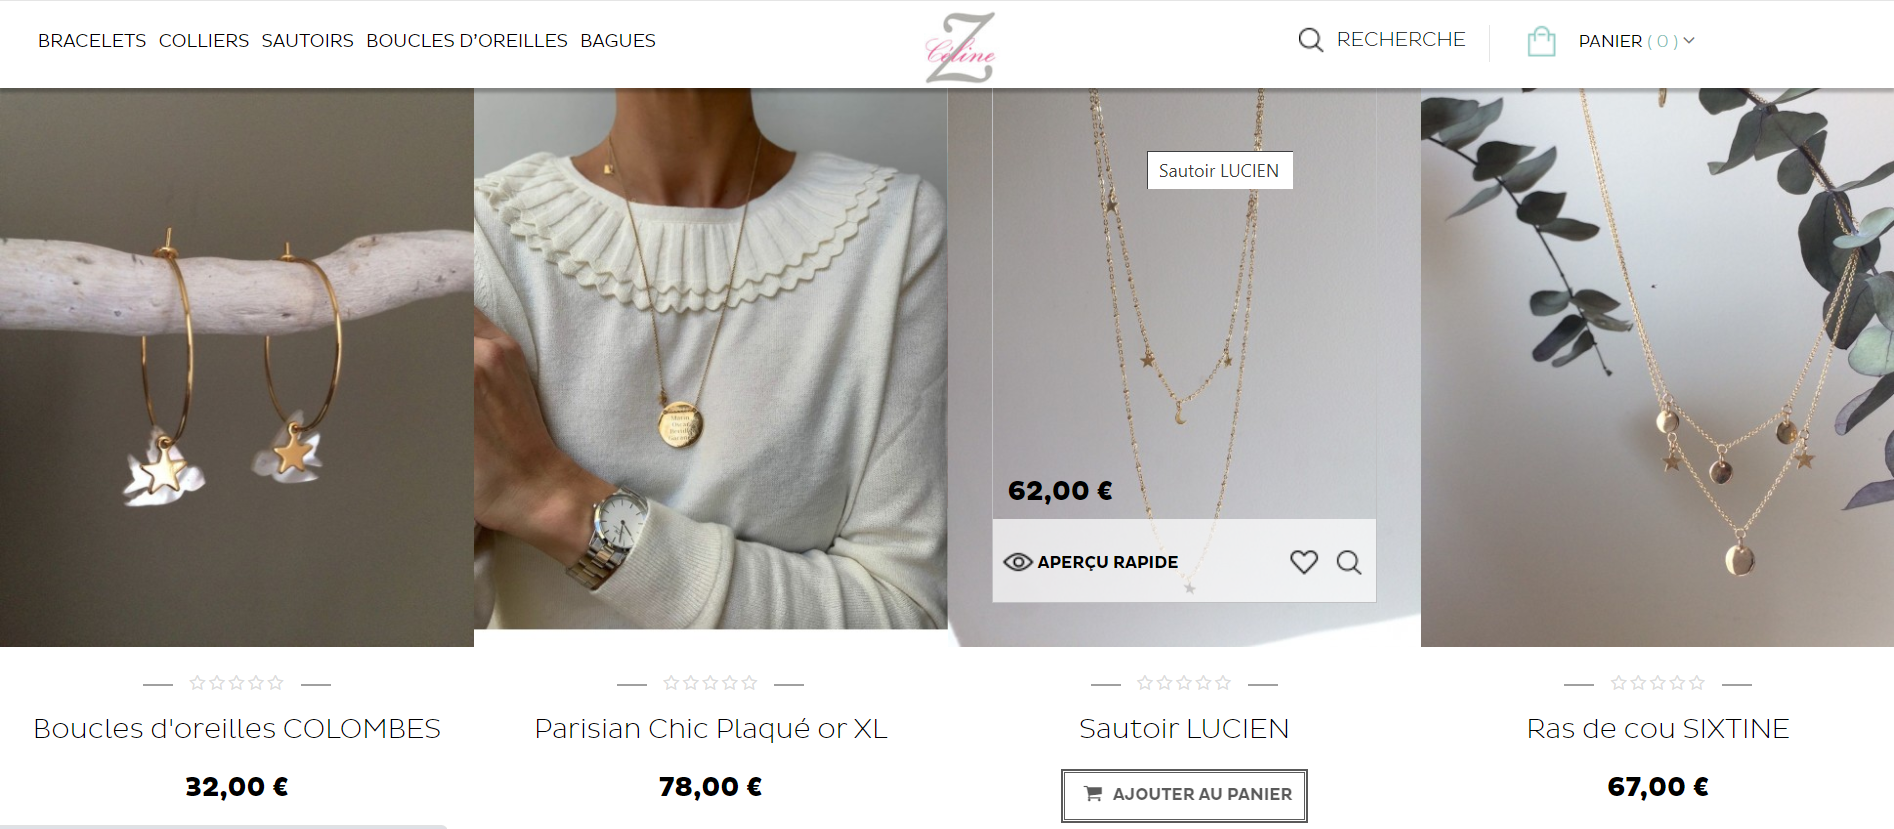 BRACELETS COLLIERS SAUTOIRS BOUCLES D’OREILLES BAGUES
Z
Céline
RECHERCHE
PANIER ( 0 )
Sautoir LUCIEN
62,00 €
APERÇU RAPIDE
Boucles d'oreilles COLOMBES
32,00 €
Parisian Chic Plaqué or XL
78,00 €
Sautoir LUCIEN
AJOUTER AU PANIER
Ras de cou SIXTINE
67,00 €